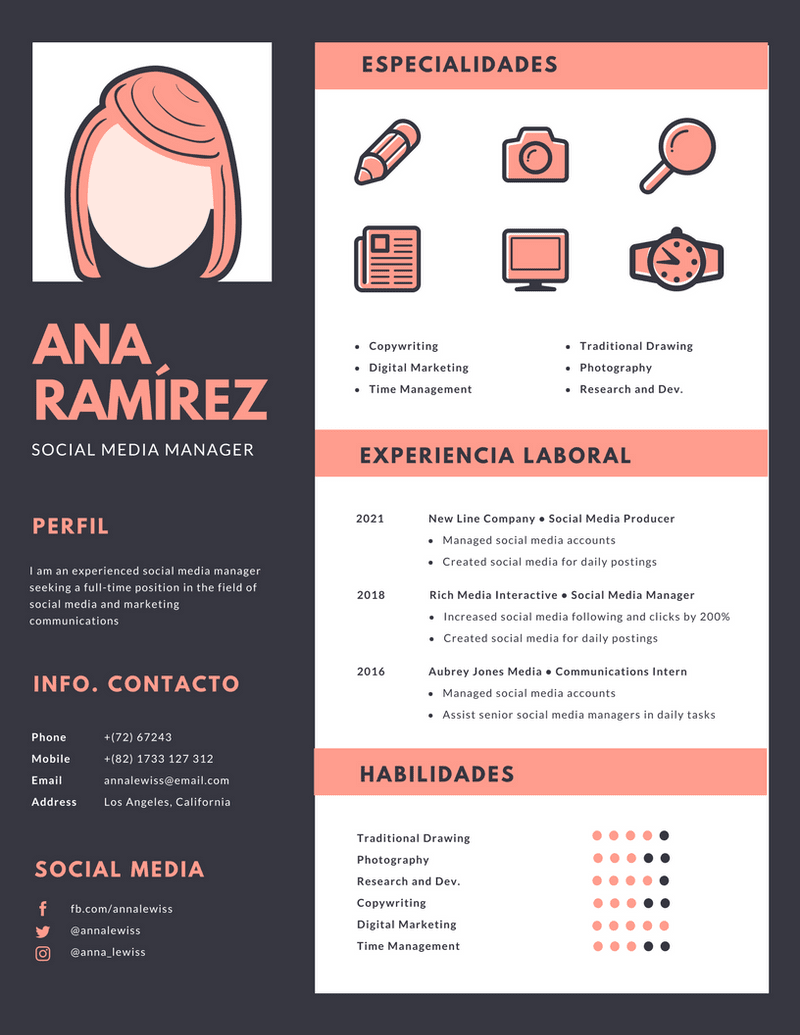 ANA
RAMÍREZ
SOCIAL MEDIA MANAGER
PERFIL
I am an experienced social media manager
seeking a full-time position in the field of
social media and marketing
communications
INFO. CONTACTO
Phone +(72) 67243
Mobile +(82) 1733 127 312
Email annalewiss@email.com
Address Los Angeles, California
SOCIAL MEDIA
fb.com/annalewiss
@annalewiss
@anna_lewiss
ESPECIALIDADES
• Copywriting
• Digital Marketing
• Time Management
• Traditional Drawing
• Photography
• Research and Dev.
EXPERIENCIA LABORAL
2021 New Line Company • Social Media Producer
• Managed social media accounts
• Created social media for daily postings
2018 Rich Media Interactive • Social Media Manager
• Increased social media following and clicks by 200%
• Created social media for daily postings
2016 Aubrey Jones Media • Communications Intern
• Managed social media accounts
• Assist senior social media managers in daily tasks
HABILIDADES
Traditional Drawing
Photography
Research and Dev.
Copywriting
Digital Marketing
Time Management